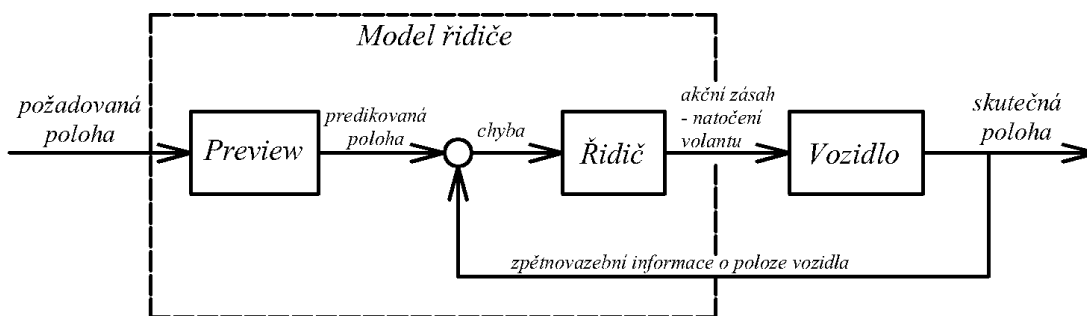 Model řidiče
požadovaná
poloha
Preview
predikovaná
poloha
chyba
Řidič
akční zásah
- natočení
volantu
Vozidlo
skutečná
poloha
zpětnovazební informace o poloze vozidla